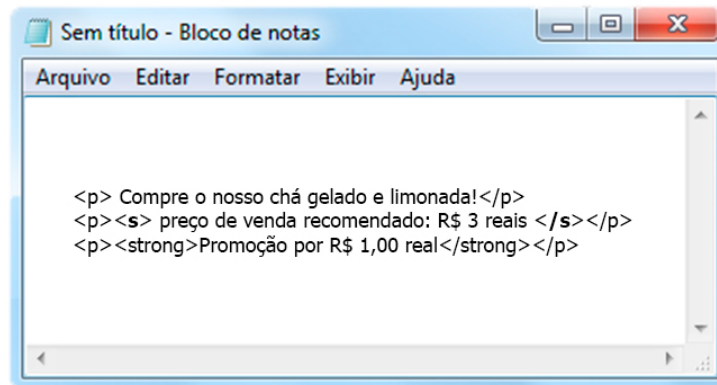 Sem título - Bloco de notas
Arquivo Editar Formatar Exibir Ajuda
<p> Compre o nosso chá gelado e limonada!</p>
<p><s> preço de venda recomendado: R$ 3 reais </s></p>
<p><strong>Promoção por R$ 1,00 real</strong></p>